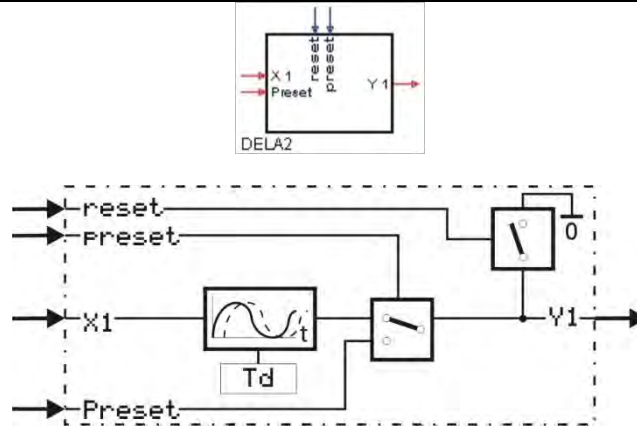 reset
preset
X 1
Preset
Y 1
DELA2
reset
preset
0
X1
t
Y1
Td
Preset